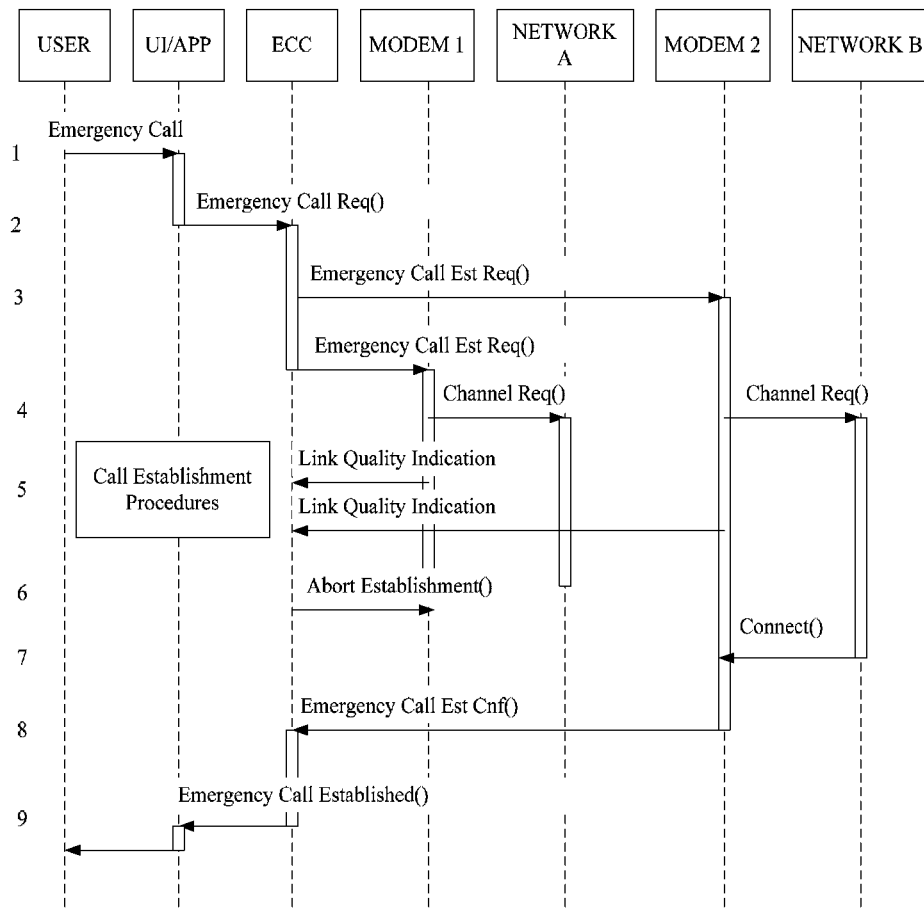 USER
UI/APP
ECC
MODEM 1
NETWORK
A
MODEM 2
NETWORK B
Emergency Call
1
Emergency Call Req()
2
Emergency Call Est Req()
3
Emergency Call Est Req()
Channel Req()
Channel Req()
4
Link Quality Indication
Call Establishment
Procedures
5
Link Quality Indication
Abort Establishment()
6
Connect()
7
Emergency Call Est Cnf()
8
Emergency Call Established()
9